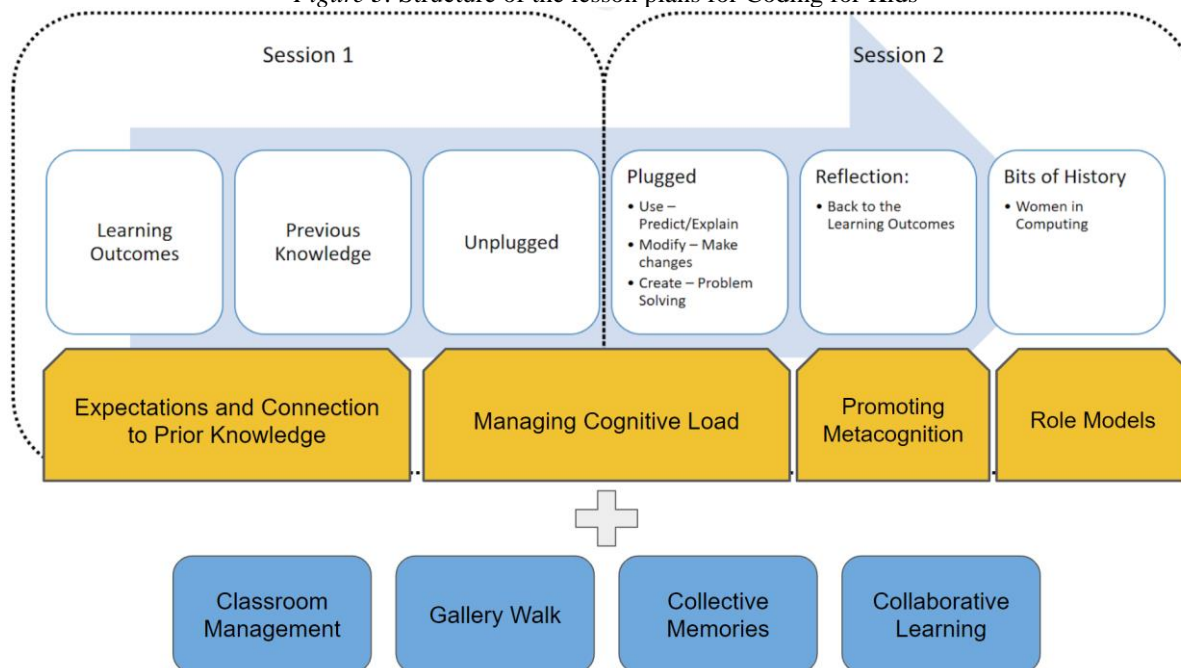 Figure 3. Structure of the lesson plans for Coding for Kids
Session 1
Session 2
Learning
Outcomes
Previous
Knowledge
Unplugged
Plugged
• Use –
Predict/Explain
• Modify – Make
changes
• Create – Problem
Solving
Reflection:
• Back to the
Learning Outcomes
Bits of History
• Women in
Computing
Expectations and Connection
to Prior Knowledge
Managing Cognitive Load
Promoting
Metacognition
Role Models
Classroom
Management
Gallery Walk
Collective
Memories
Collaborative
Learning